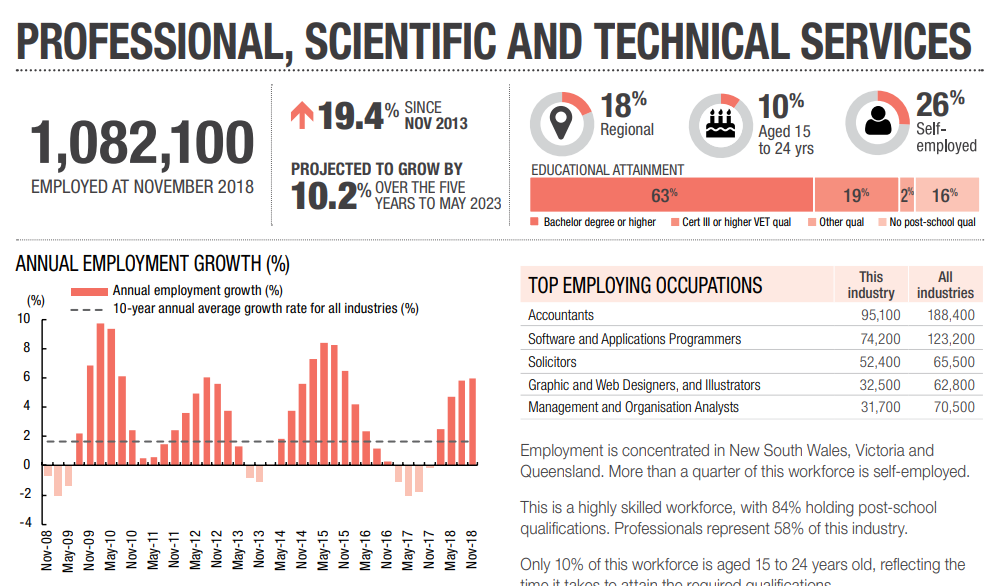 PROFESSIONAL, SCIENTIFIC AND TECHNICAL SERVICES
1,082,100
EMPLOYED AT NOVEMBER 2018
19.4% SINCE NOV 2013
PROJECTED TO GROW BY
10.2% OVER THE FIVE YEARS TO MAY 2023
18%
Regional
10%
Aged 15
to 24 yrs
26%
Self-
employed
EDUCATIONAL ATTAINMENT
63% 19% 2% 16%
Bachelor degree or higher Cert III or higher VET qual Other qual No post-school qual
ANNUAL EMPLOYMENT GROWTH (%)
Annual employment growth (%)
10-year annual average growth rate for all industries (%)
(%)
10
8
6
4
2
0
-2
-4
Nov-08 May-09 Nov-09 May-10 Nov-10 May-11 Nov-11 May-12 Nov-12 May-13 Nov-13 May-14 Nov-14 May-15 Nov-15 May-16 Nov-16 May-17 Nov-17 May-18 Nov-18
TOP EMPLOYING OCCUPATIONS This industry All industries
Accountants 95,100 188,400
Software and Applications Programmers 74,200 123,200
Solicitors 52,400 65,500
Graphic and Web Designers, and Illustrators 32,500 62,800
Management and Organisation Analysts 31,700 70,500
Employment is concentrated in New South Wales, Victoria and
Queensland. More than a quarter of this workforce is self-employed.
This is a highly skilled workforce, with 84% holding post-school
qualifications. Professionals represent 58% of this industry.
Only 10% of this workforce is aged 15 to 24 years old, reflecting the
time it takes to attain the required qualifications.